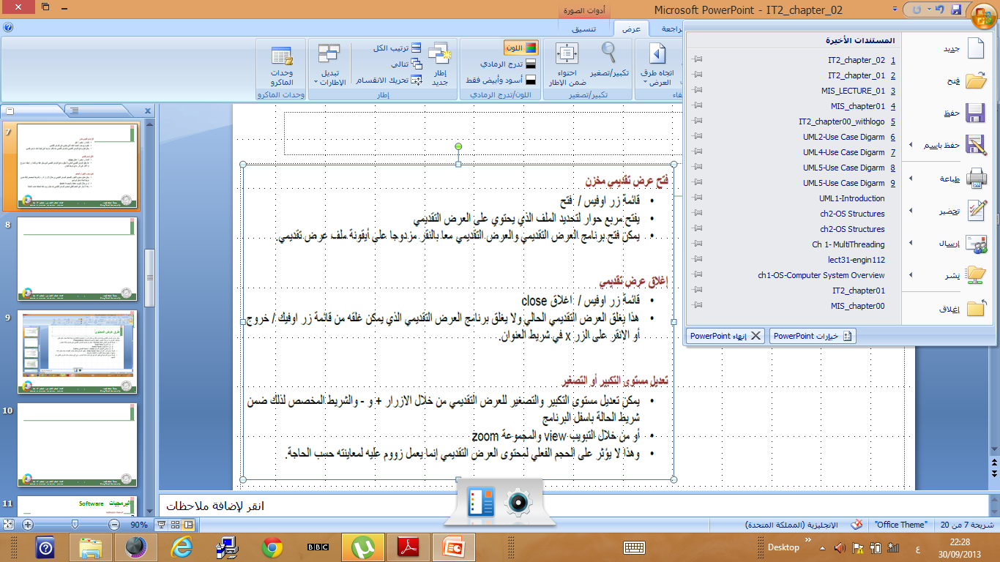 Microsoft PowerPoint - IT2_chapter_02
أدوات الصورة
راجعة
عرض
تنسيق
اتجاه طرق العرض
تكبير/تصغير
احتواء ضمن الإطار
تكبير/تصغير
اللون
تدرج الرمادي
أسود وأبيض فقط
اللون/تدرج الرمادي
إطار جديد
ترتيب الكل
تتالي
تحريك الانقسام
تبديل الإطارات
إطار
وحدات الماكرو
وحدات الماكرو
جديد
فتح
حفظ
حفظ باسم
طباعة
تحضير
إرسال
نشر
إغلاق
المستندات الأخيرة
1 IT2_chapter_02
2 IT2_chapter_01
3 MIS_LECTURE_01
4 MIS_chapter01
5 IT2_chapter00_withlogo
6 UML2-Use Case Digarm
7 UML4-Use Case Digarm
8 UML5-Use Case Digarm
9 UML5-Use Case Digarm
UML1-Introduction
ch2-OS Structures
ch2-OS Structures
Ch 1- MultiThreading
lect31-engin112
ch1-OS-Computer System Overview
IT2_chapter01
MIS_chapter00
خيارات PowerPoint
إنهاء PowerPoint
فتح عرض تقديمي مخزن
• قائمة زر اوفيس / فتح
• يفتح مربع حوار لتحديد الملف الذي يحتوي على العرض التقديمي
• يمكن فتح برنامج العرض التقديمي والعرض التقديمي معا بالنقر مزدوجا على أيقونة ملف عرض تقديمي.
إغلاق عرض تقديمي
• قائمة زر اوفيس / اغلاق close
• هذا يغلق العرض التقديمي الحالي ولا يغلق برنامج العرض التقديمي الذي يمكن غلقه من قائمة زر اوفيك / خروج
أو الإنقر على الزر x في شريط العنوان.
تعديل مستوى التكبير أو التصغير
• يمكن تعديل مستوى التكبير والتصغير للعرض التقديمي من خلال الازرار + و - والشريط المخصص لذلك ضمن
شريط الحالة باسفل البرنامج
• أو من خلال التبويب view والمجموعة zoom
• وهذا لا يؤثر على الحجم الفعلي لمحتوى العرض التقديمي إنما يعمل زووم عليه لمعاينته حسب الحاجة.
7
8
9
10
11
البرمجيات Software
انقر لإضافة ملاحظات
شريحة 7 من 20
"Office Theme"
الإنجليزية (المملكة المتحدة)
90%
BBC
Desktop
ع
22:28
30/09/2013